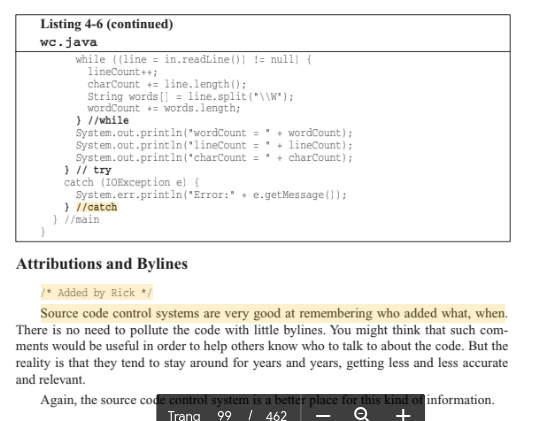 Listing 4-6 (continued)
wc.java
while ((line = in.readLine()) != null) {
lineCount++;
charCount += line.length();
String words[] = line.split("\\W");
wordCount += words.length;
} //while
System.out.println("wordCount = " + wordCount);
System.out.println("lineCount = " + lineCount);
System.out.println("charCount = " + charCount);
} // try
catch (IOException e) {
System.err.println("Error:" + e.getMessage());
} //catch
} //main
}
Attributions and Bylines
/* Added by Rick */
Source code control systems are very good at remembering who added what, when.
There is no need to pollute the code with little bylines. You might think that such com-
ments would be useful in order to help others know who to talk to about the code. But the
reality is that they tend to stay around for years and years, getting less and less accurate
and relevant.
Again, the source code control system is a better place for this kind of information.
Trang 99 / 462 — +